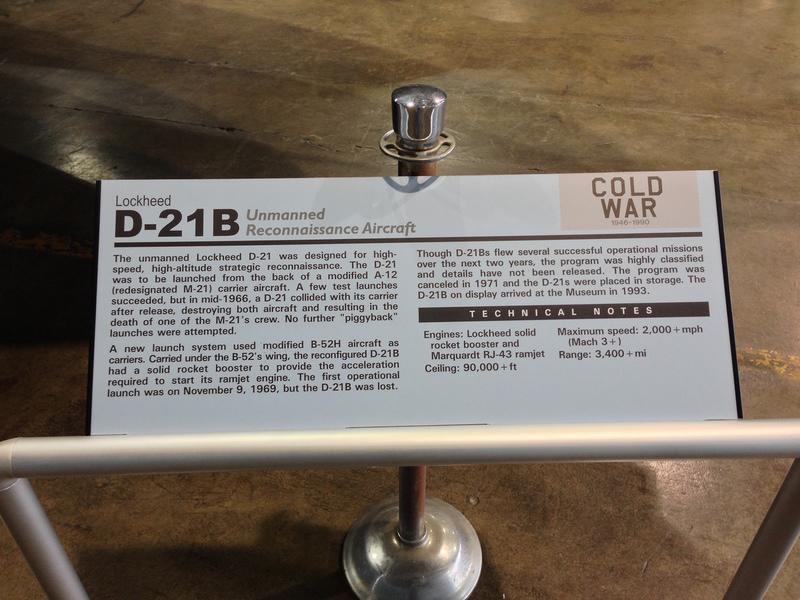 Lockheed
D-21B Unmanned
Reconnaissance Aircraft
COLD
WAR
1946-1990
The unmanned Lockheed D-21 was designed for high-
speed, high-altitude strategic reconnaissance. The D-21
was to be launched from the back of a modified A-12
(redesignated M-21) carrier aircraft. A few test launches
succeeded, but in mid-1966, a D-21 collided with its carrier
after release, destroying both aircraft and resulting in the
death of one of the M-21's crew. No further "piggyback"
launches were attempted.
A new launch system used modified B-52H aircraft as
carriers. Carried under the B-52's wing, the reconfigured D-21B
had a solid rocket booster to provide the acceleration
required to start its ramjet engine. The first operational
launch was on November 9, 1969, but the D-21B was lost.
Though D-21Bs flew several successful operational missions
over the next two years, the program was highly classified
and details have not been released. The program was
canceled in 1971 and the D-21s were placed in storage. The
D-21B on display arrived at the Museum in 1993.
TECHNICAL NOTES
Engines: Lockheed solid
rocket booster and
Marquardt RJ-43 ramjet
Ceiling: 90,000+ft
Maximum speed: 2,000+mph
(Mach 3+)
Range: 3,400+mi